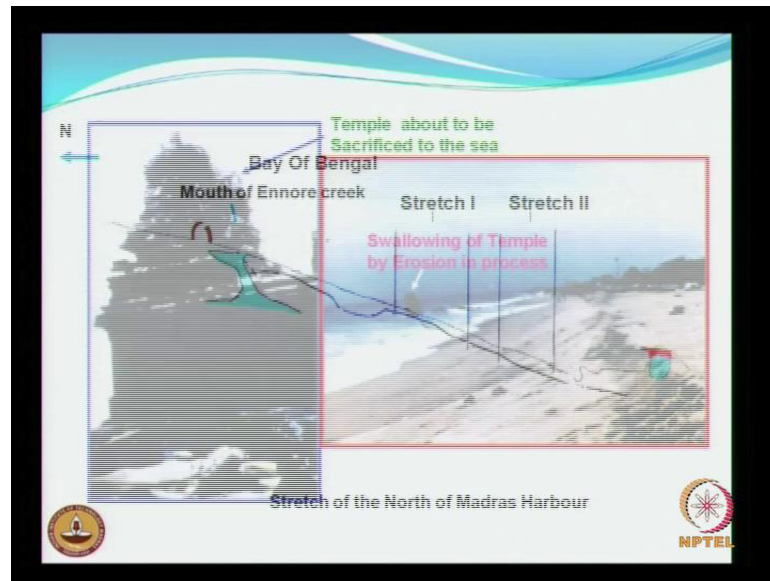 N
Temple about to be
Sacrificed to the sea
Bay Of Bengal
Mouth of Ennore creek
Stretch I
Stretch II
Swallowing of Temple
by Erosion in process
Stretch of the North of Madras Harbour
NPTEL